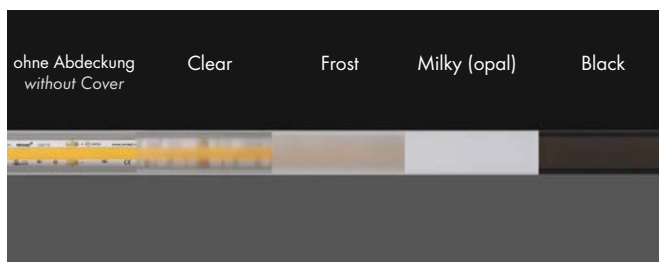 ohne Abdeckung
without Cover
Clear
Frost
Milky (opal)
Black